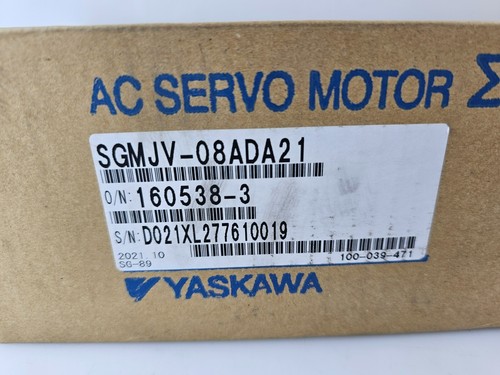 AC SERVO MOTOR Σ
SGMJV-08ADA21
O/N: 160538-3
S/N: D021XL277610019
2021.10
SG-89
100-039-471
YASKAWA